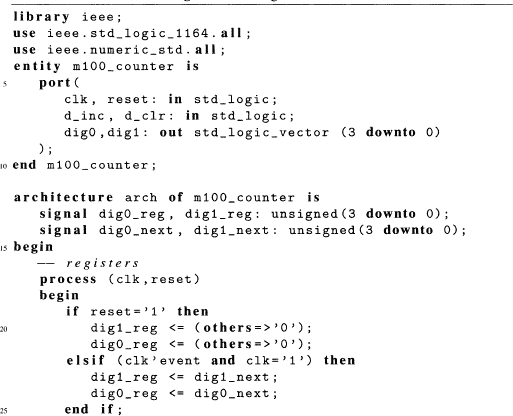 library ieee;
use ieee.std_logic_1164.all;
use ieee.numeric_std.all;
entity m100_counter is
5    port(
      clk, reset: in std_logic;
      d_inc, d_clr: in std_logic;
      dig0,dig1: out std_logic_vector (3 downto 0)
   );
10 end m100_counter;

architecture arch of m100_counter is
   signal dig0_reg, dig1_reg: unsigned(3 downto 0);
   signal dig0_next, dig1_next: unsigned(3 downto 0);
15 begin
   -- registers
   process (clk,reset)
   begin
      if reset='1' then
20         dig1_reg <= (others=>'0');
         dig0_reg <= (others=>'0');
      elsif (clk'event and clk='1') then
         dig1_reg <= dig1_next;
         dig0_reg <= dig0_next;
25      end if;